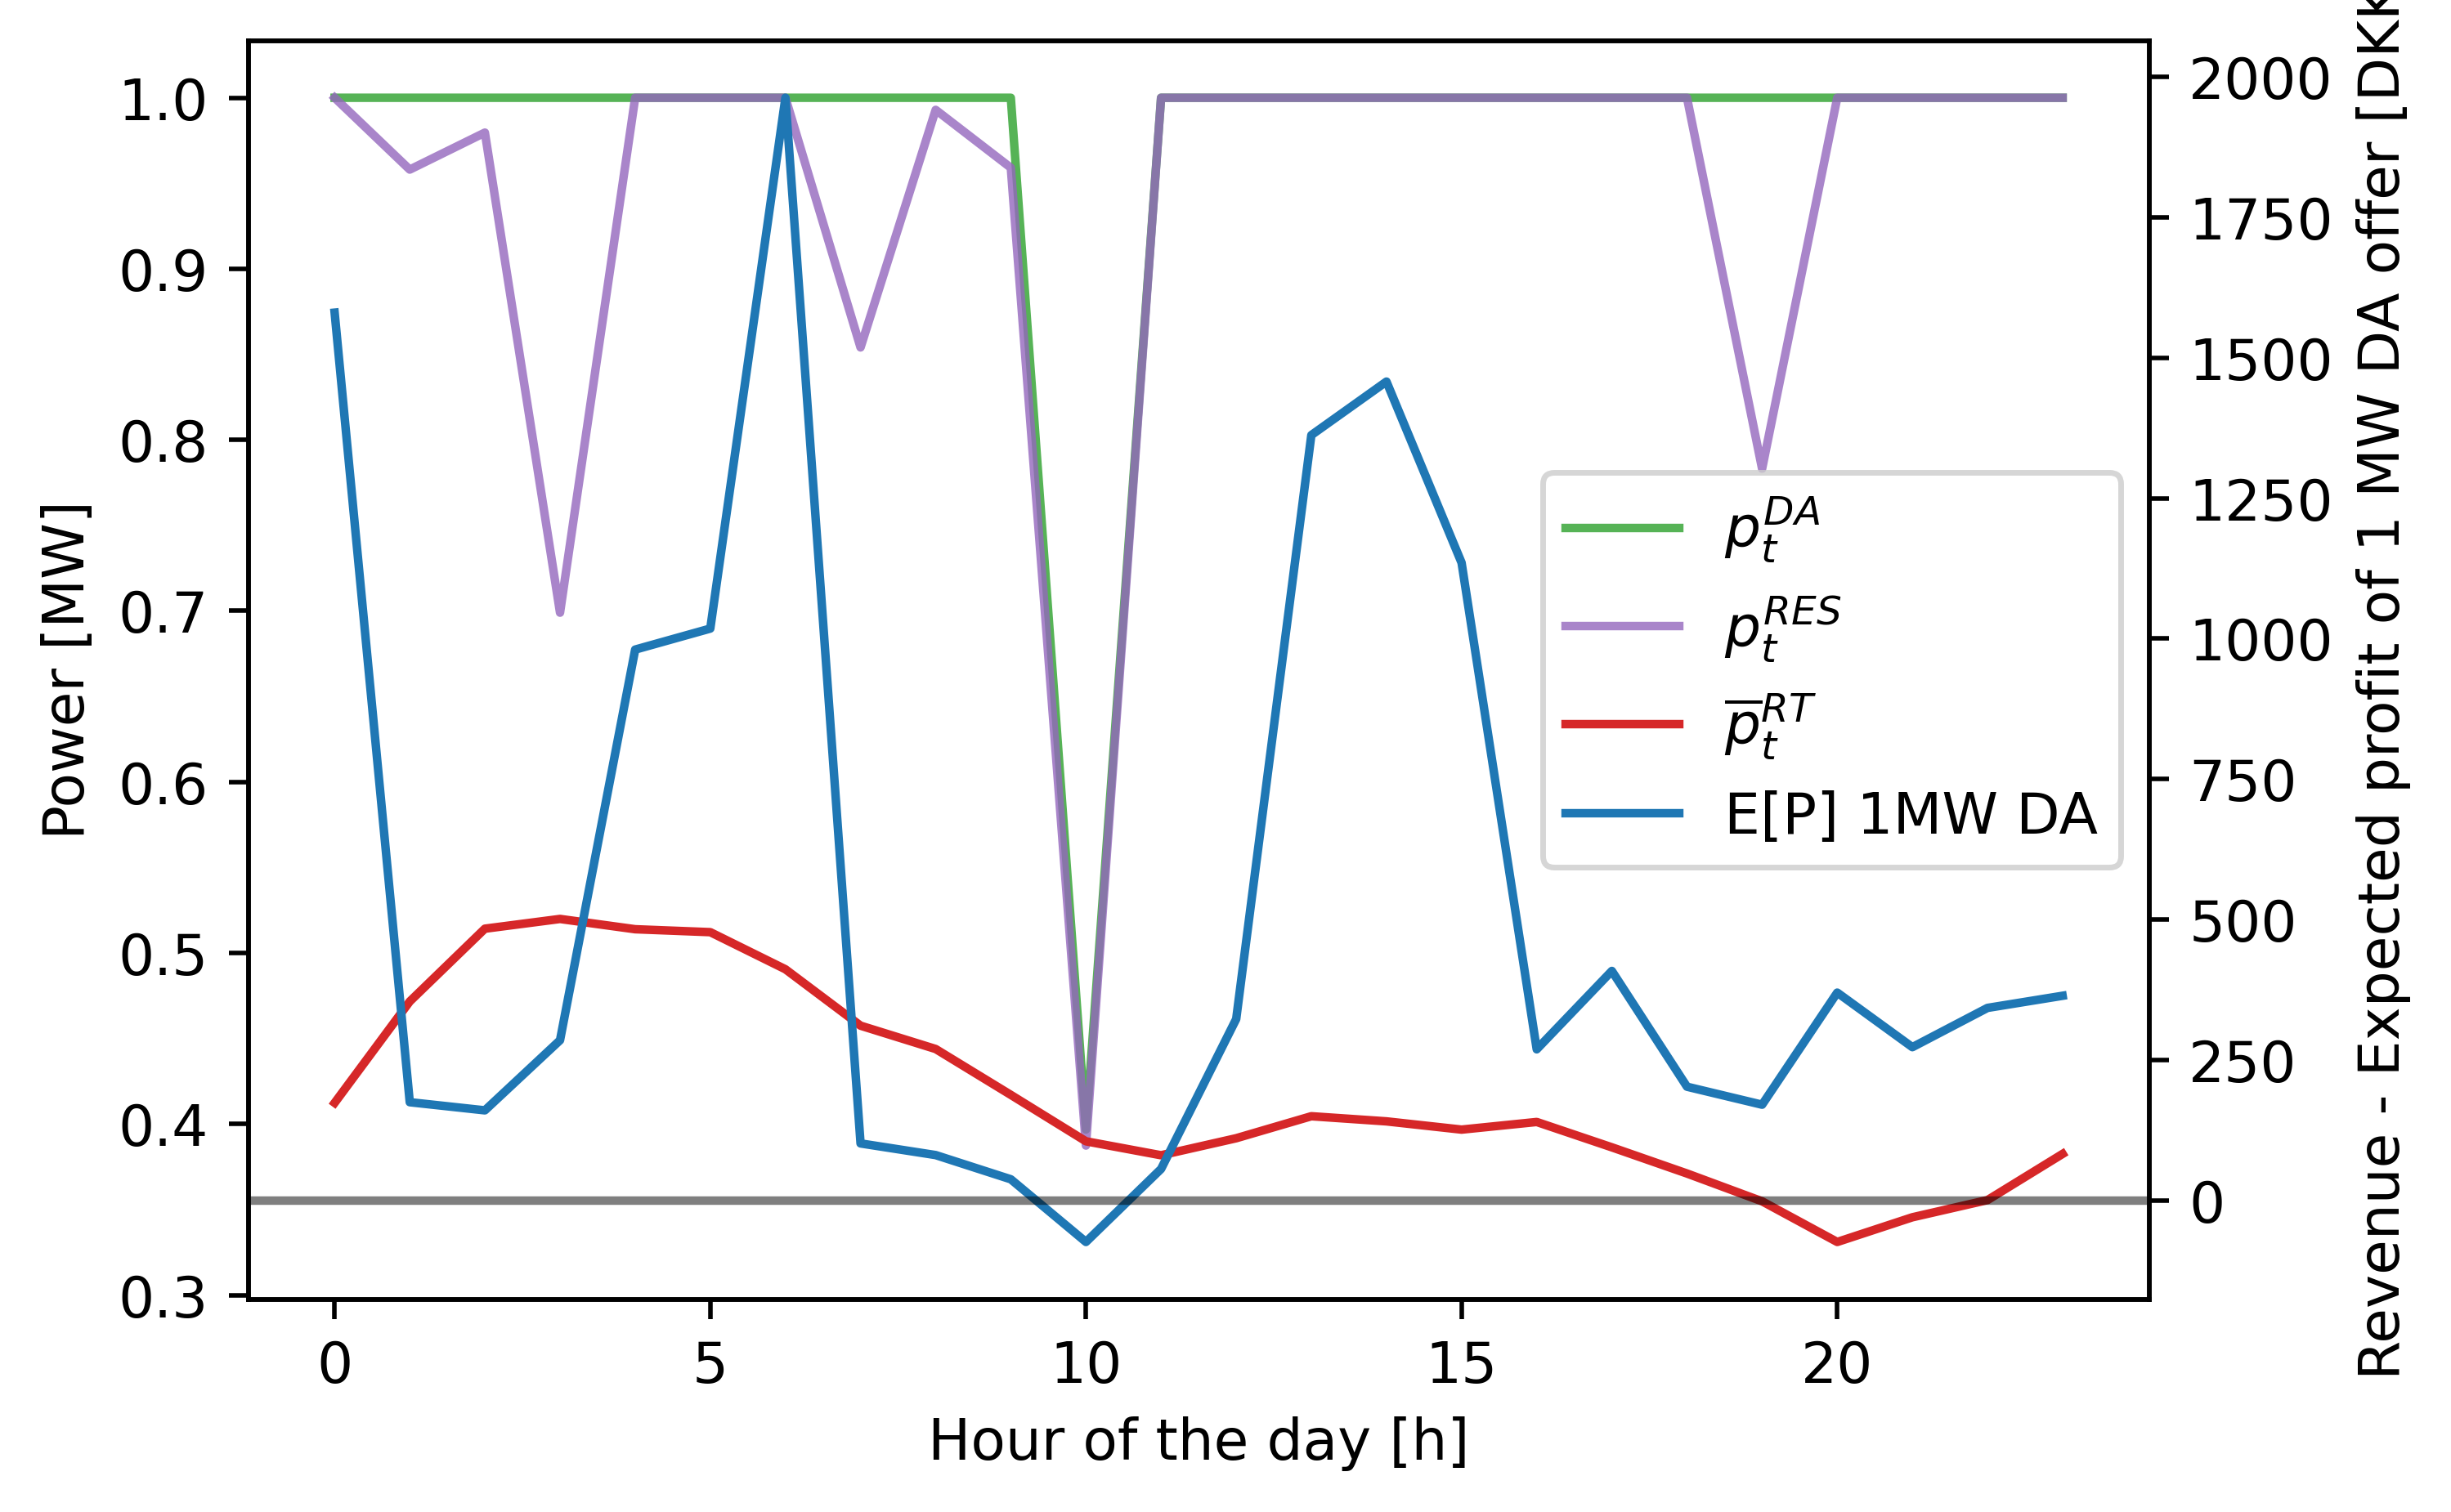 1.0
0.9
0.8
0.7
0.6
0.5
0.4
0.3
Power [MW]
0 5 10 15 20
Hour of the day [h]
2000
1750
1500
1250
1000
750
500
250
0
Revenue - Expected profit of 1 MW DA offer [DK
p_t^{DA}
p_t^{RES}
p̅_t^{RT}
E[P] 1MW DA